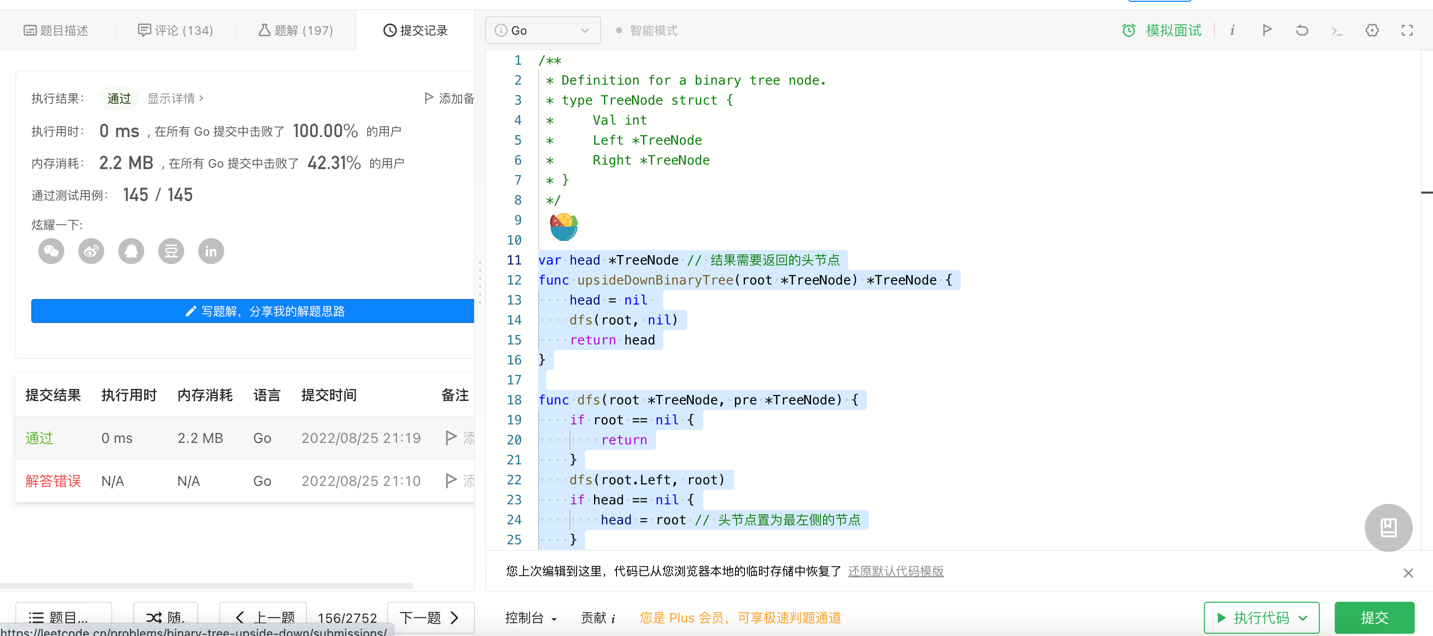 题目描述
评论 (134)
题解 (197)
提交记录
执行结果：
通过
显示详情 ›
添加备
执行用时： 0 ms ，在所有 Go 提交中击败了 100.00% 的用户
内存消耗： 2.2 MB ，在所有 Go 提交中击败了 42.31% 的用户
通过测试用例： 145 / 145
炫耀一下:
豆
in
写题解，分享我的解题思路
提交结果 执行用时 内存消耗 语言 提交时间 备注
通过 0 ms 2.2 MB Go 2022/08/25 21:19 添
解答错误 N/A N/A Go 2022/08/25 21:10 添
题目...
随
上一题
156/2752
下一题
https://leetcode.cn/problems/binary-tree-upside-down/submissions/
Go
智能模式
模拟面试
1 /**
2 * Definition for a binary tree node.
3 * type TreeNode struct {
4 *     Val int
5 *     Left *TreeNode
6 *     Right *TreeNode
7 * }
8 */
9
10
11 var head *TreeNode // 结果需要返回的头节点
12 func upsideDownBinaryTree(root *TreeNode) *TreeNode {
13     head = nil
14     dfs(root, nil)
15     return head
16 }
17
18 func dfs(root *TreeNode, pre *TreeNode) {
19     if root == nil {
20         return
21     }
22     dfs(root.Left, root)
23     if head == nil {
24         head = root // 头节点置为最左侧的节点
25     }
您上次编辑到这里，代码已从您浏览器本地的临时存储中恢复了 还原默认代码模版
控制台
贡献 i
您是 Plus 会员，可享极速判题通道
执行代码
提交